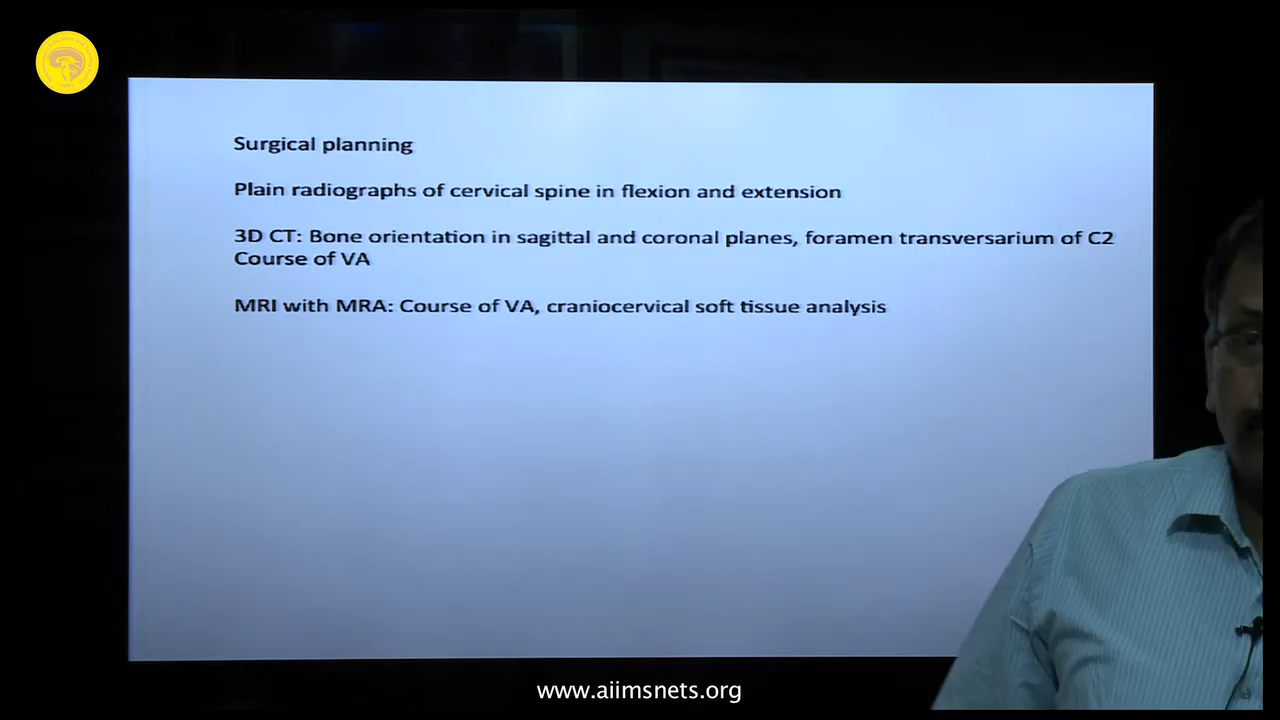 Surgical planning
Plain radiographs of cervical spine in flexion and extension
3D CT: Bone orientation in sagittal and coronal planes, foramen transversarium of C2
Course of VA
MRI with MRA: Course of VA, craniocervical soft tissue analysis
www.aiimsnets.org